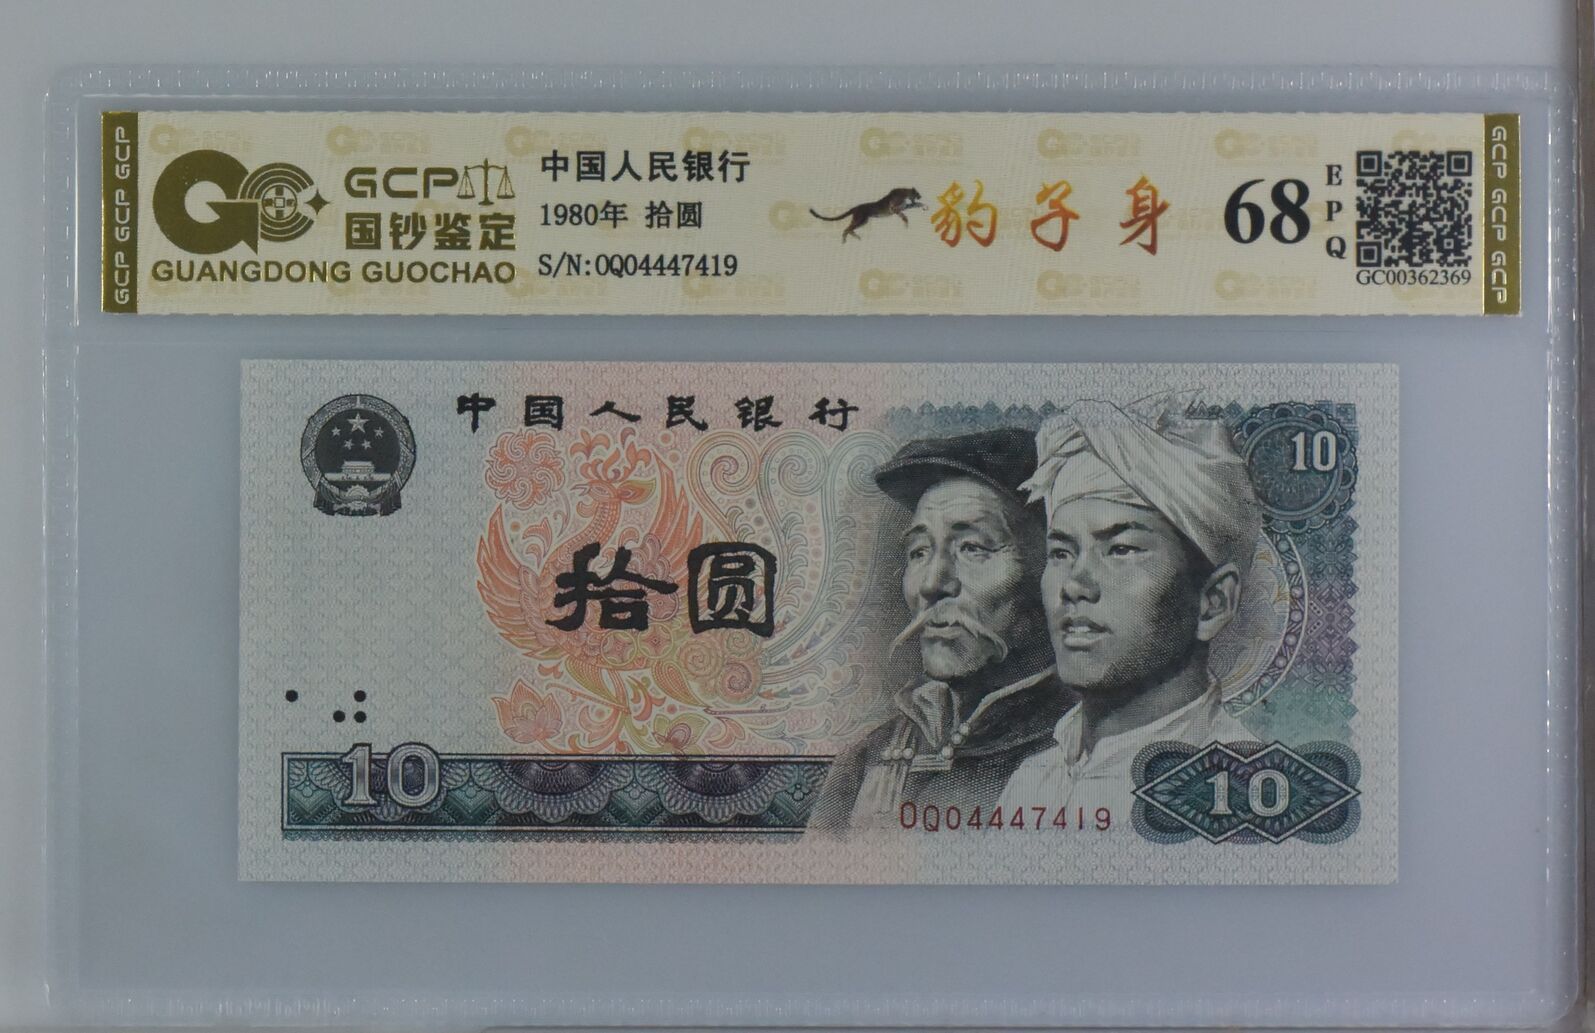 GCP GCP GCP
GCP
国钞鉴定
GUANGDONG GUOCHAO
中国人民银行
1980年 拾圆
S/N:0Q04447419
豹子身
68
EPQ
GC00362369
GCP GCP GCP
中国人民银行
10
拾圆
10
10
0Q04447419